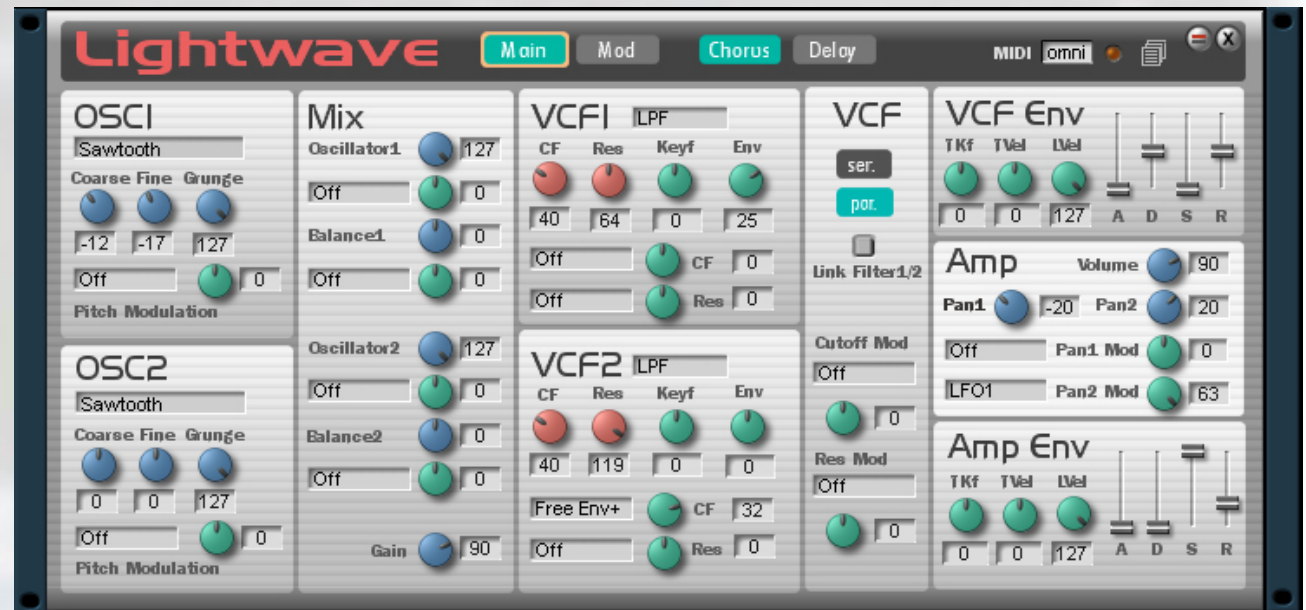 Lightwave
Main Mod Chorus Delay
MIDI omni
OSC1
Sawtooth
Coarse Fine Grunge
-12 -17 127
Off 0
Pitch Modulation
OSC2
Sawtooth
Coarse Fine Grunge
0 0 127
Off 0
Pitch Modulation
Mix
Oscillator1 127
Off 0
Balance1 0
Off 0
Oscillator2 127
Off 0
Balance2 0
Off 0
Gain 90
VCF1 LPF
CF Res Keyf Env
40 64 0 25
Off CF 0
Off Res 0
VCF2 LPF
CF Res Keyf Env
40 119 0 0
Free Env+ CF 32
Off Res 0
VCF
ser.
par.
Link Filter1/2
Cutoff Mod
Off
0
Res Mod
Off
0
VCF Env
TKf TVel LVel
0 0 127 A D S R
Amp Volume 90
Pan1 -20 Pan2 20
Off Pan1 Mod 0
LFO1 Pan2 Mod 63
Amp Env
TKf TVel LVel
0 0 127 A D S R